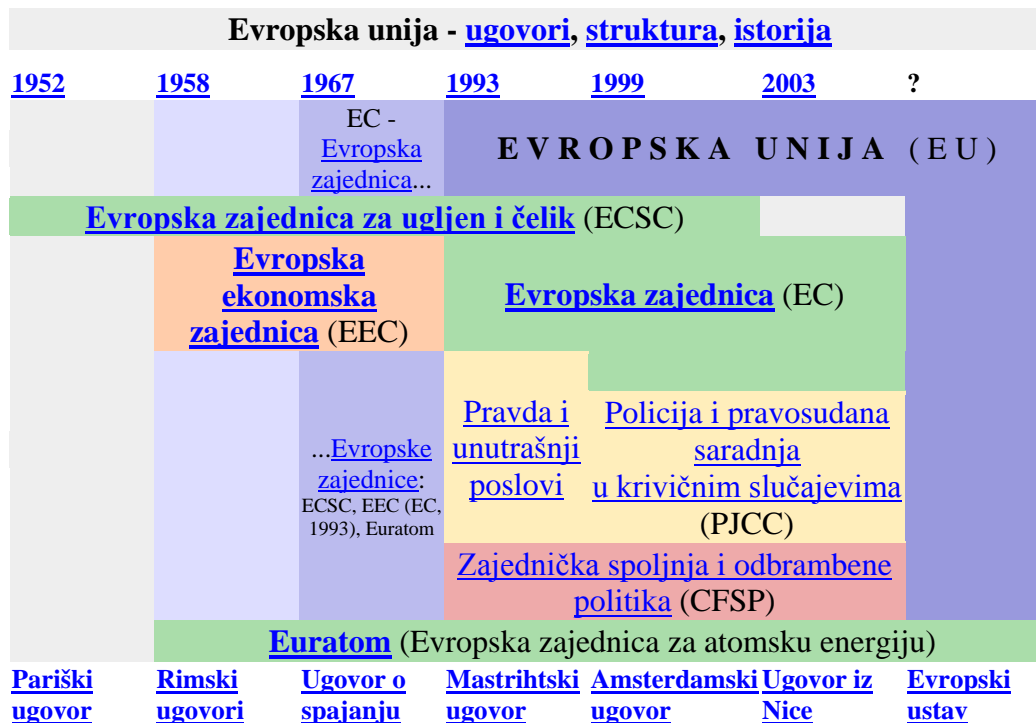 Evropska unija - ugovori, struktura, istorija
1952 1958 1967 1993 1999 2003 ?
EC -
Evropska
zajednica...
EVROPSKA UNIJA (EU)
Evropska zajednica za ugljen i čelik (ECSC)
Evropska
ekonomska
zajednica (EEC)
Evropska zajednica (EC)
...Evropske
zajednice:
ECSC, EEC (EC,
1993), Euratom
Pravda i
unutrašnji
poslovi
Policija i pravosudana
saradnja
u krivičnim slučajevima
(PJCC)
Zajednička spoljnja i odbrambene
politika (CFSP)
Euratom (Evropska zajednica za atomsku energiju)
Pariški
ugovor
Rimski
ugovori
Ugovor o
spajanju
Mastrihtski
ugovor
Amsterdamski
ugovor
Ugovor iz
Nice
Evropski
ustav